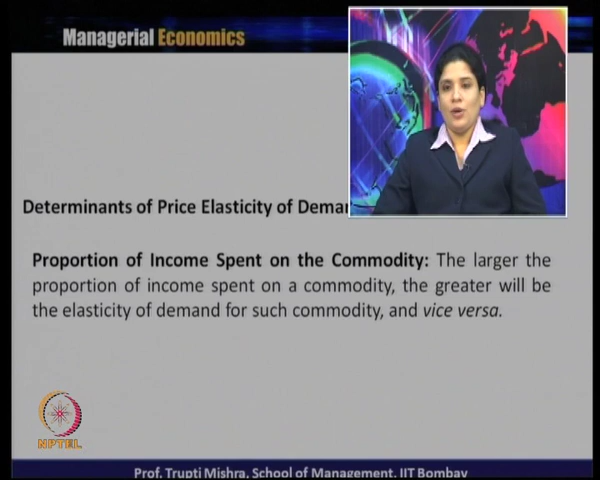 Managerial Economics
Determinants of Price Elasticity of
Proportion of Income Spent on the Commodity: The larger the
proportion of income spent on a commodity, the greater will be
the elasticity of demand for such commodity, and vice versa.
NPTEL
Prof. Trupti Mishra, School of Management, IIT Bombay